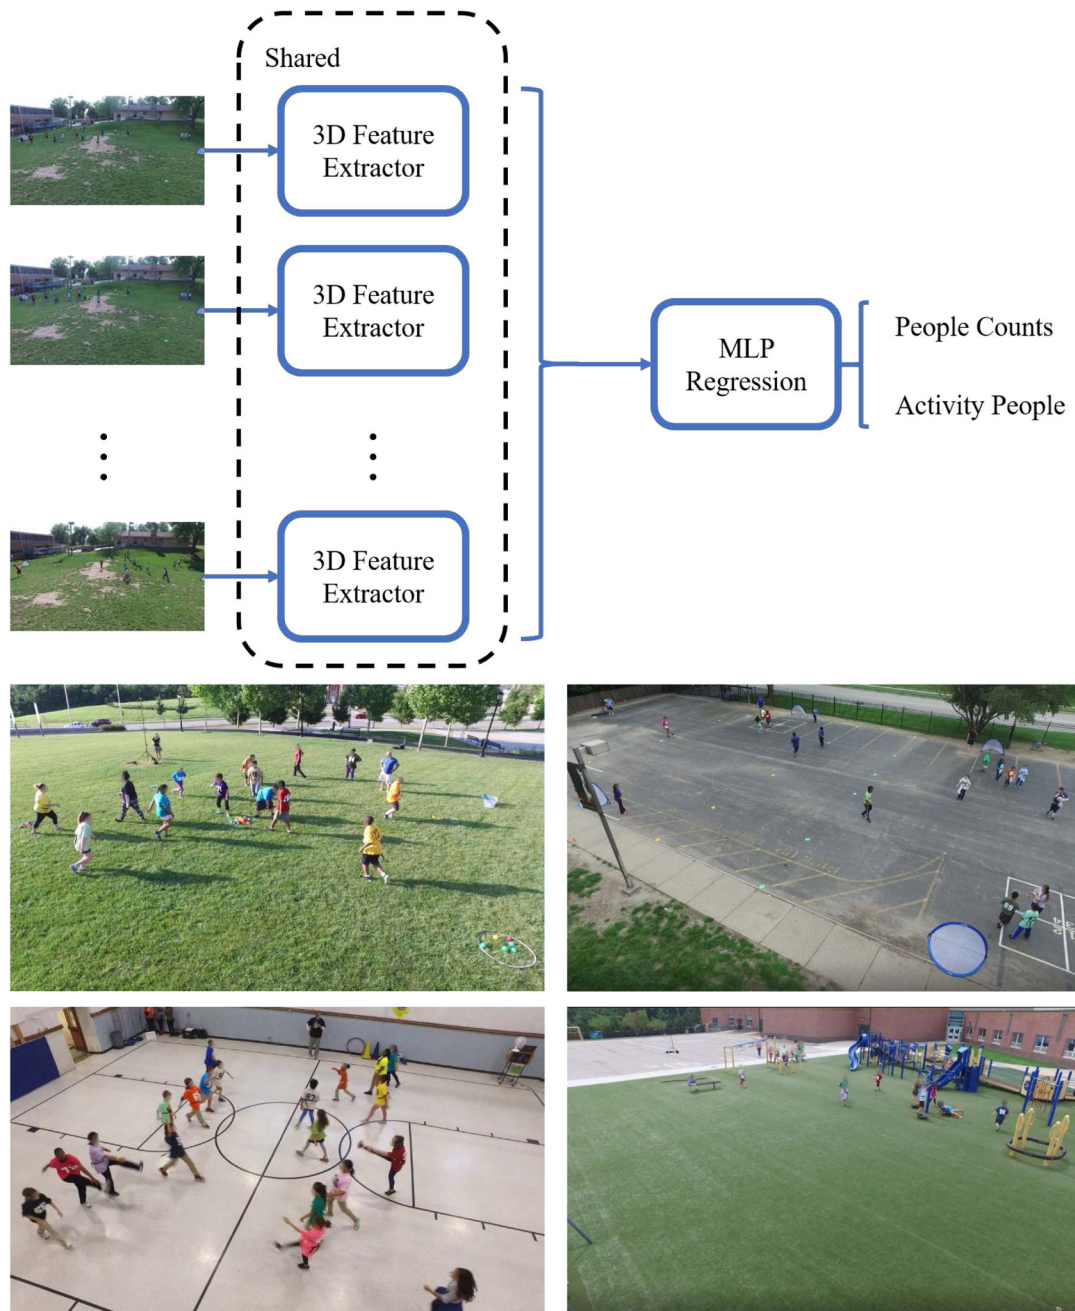 Shared
3D Feature
Extractor
3D Feature
Extractor
3D Feature
Extractor
MLP
Regression
People Counts
Activity People